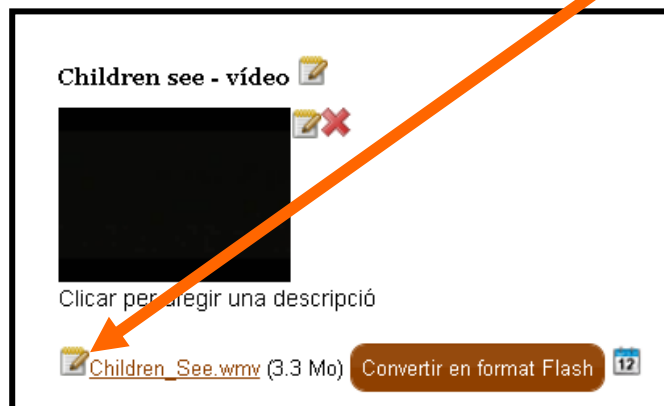 Children see - vídeo
Clicar per afegir una descripció
Children_See.wmv (3.3 Mo) Convertir en format Flash 12